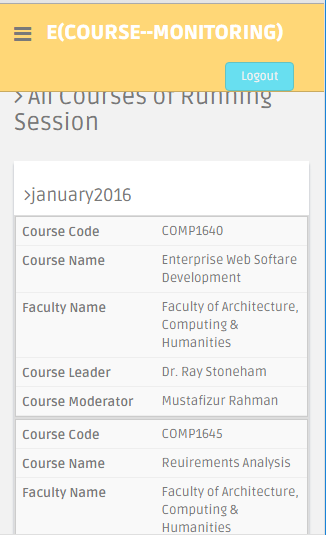 E(COURSE--MONITORING)
Logout
> All Courses of Running
Session
>january2016
Course Code COMP1640
Course Name Enterprise Web Softare
Development
Faculty Name Faculty of Architecture,
Computing &
Humanities
Course Leader Dr. Ray Stoneham
Course Moderator Mustafizur Rahman
Course Code COMP1645
Course Name Reuirements Analysis
Faculty Name Faculty of Architecture,
Computing &
Humanities